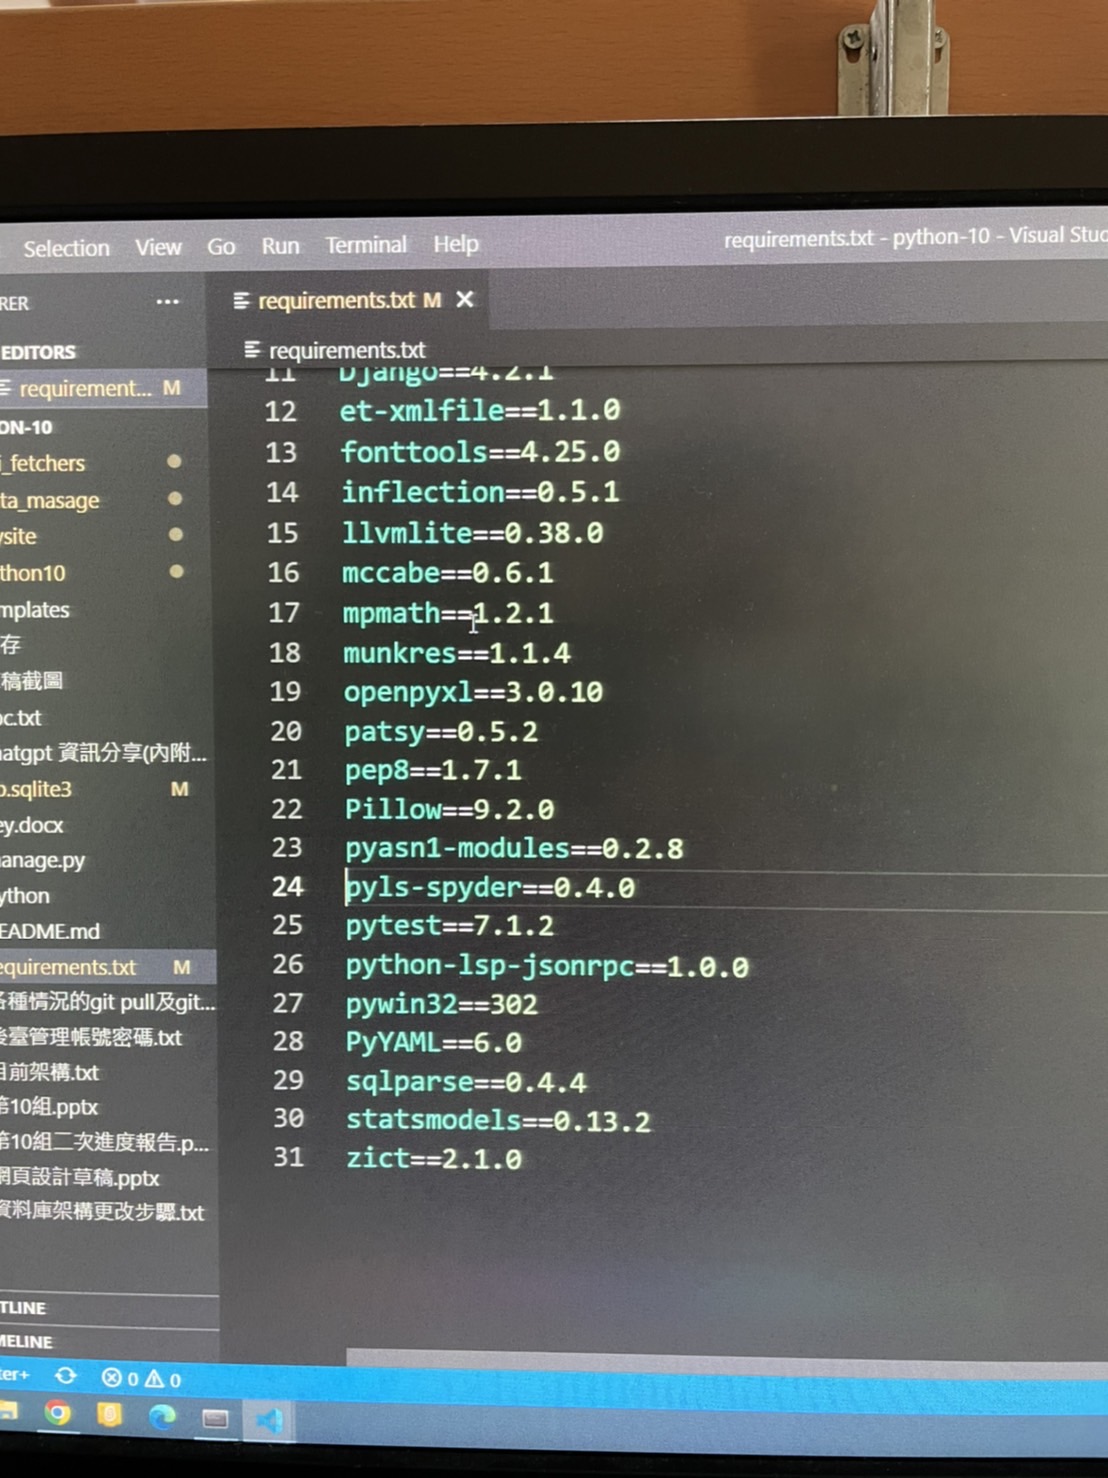 Selection View Go Run Terminal Help
requirements.txt - python-10 - Visual Stud
RER ...
requirements.txt M ×
EDITORS
requirements.txt
requirement... M
ON-10
i_fetchers
ta_masage
ysite
thon10
mplates
存
稿截圖
oc.txt
hatgpt 資訊分享(內附...
b.sqlite3 M
ey.docx
anage.py
ython
EADME.md
equirements.txt M
各種情況的git pull及git...
後臺管理帳號密碼.txt
目前架構.txt
第10組.pptx
第10組二次進度報告.p...
網頁設計草稿.pptx
資料庫架構更改步驟.txt
TLINE
MELINE
11 Django==4.2.1
12 et-xmlfile==1.1.0
13 fonttools==4.25.0
14 inflection==0.5.1
15 llvmlite==0.38.0
16 mccabe==0.6.1
17 mpmath==1.2.1
18 munkres==1.1.4
19 openpyxl==3.0.10
20 patsy==0.5.2
21 pep8==1.7.1
22 Pillow==9.2.0
23 pyasn1-modules==0.2.8
24 pyls-spyder==0.4.0
25 pytest==7.1.2
26 python-lsp-jsonrpc==1.0.0
27 pywin32==302
28 PyYAML==6.0
29 sqlparse==0.4.4
30 statsmodels==0.13.2
31 zict==2.1.0
ter+ 0 0